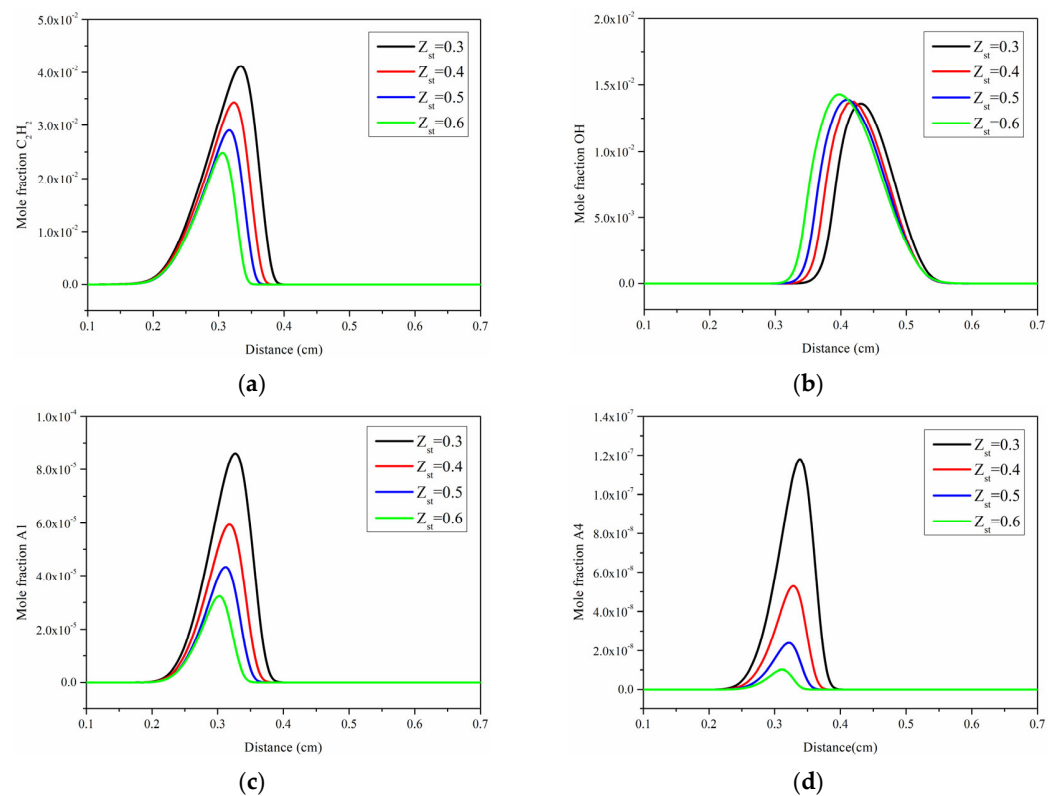 5.0x10⁻²
4.0x10⁻²
3.0x10⁻²
2.0x10⁻²
1.0x10⁻²
0.0
Mole fraction C₂H₂
Z_st=0.3
Z_st=0.4
Z_st=0.5
Z_st=0.6
0.1 0.2 0.3 0.4 0.5 0.6 0.7
Distance (cm)
(a)
2.0x10⁻²
1.5x10⁻²
1.0x10⁻²
5.0x10⁻³
0.0
Mole fraction OH
Z_st=0.3
Z_st=0.4
Z_st=0.5
Z_st=0.6
0.1 0.2 0.3 0.4 0.5 0.6 0.7
Distance (cm)
(b)
1.0x10⁻⁴
8.0x10⁻⁵
6.0x10⁻⁵
4.0x10⁻⁵
2.0x10⁻⁵
0.0
Mole fraction A1
Z_st=0.3
Z_st=0.4
Z_st=0.5
Z_st=0.6
0.1 0.2 0.3 0.4 0.5 0.6 0.7
Distance (cm)
(c)
1.4x10⁻⁷
1.2x10⁻⁷
1.0x10⁻⁷
8.0x10⁻⁸
6.0x10⁻⁸
4.0x10⁻⁸
2.0x10⁻⁸
0.0
Mole fraction A4
Z_st=0.3
Z_st=0.4
Z_st=0.5
Z_st=0.6
0.1 0.2 0.3 0.4 0.5 0.6 0.7
Distance(cm)
(d)